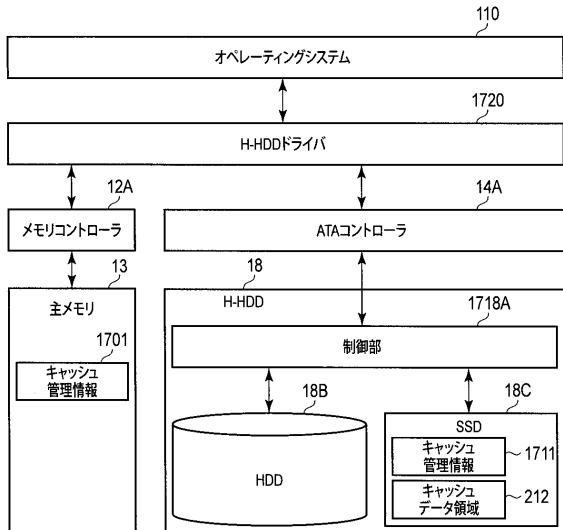 110
オペレーティングシステム
1720
H-HDDドライバ
12A
メモリコントローラ
14A
ATAコントローラ
13
主メモリ
1701
キャッシュ
管理情報
18
H-HDD
1718A
制御部
18B
HDD
18C
SSD
キャッシュ
管理情報
1711
キャッシュ
データ領域
212